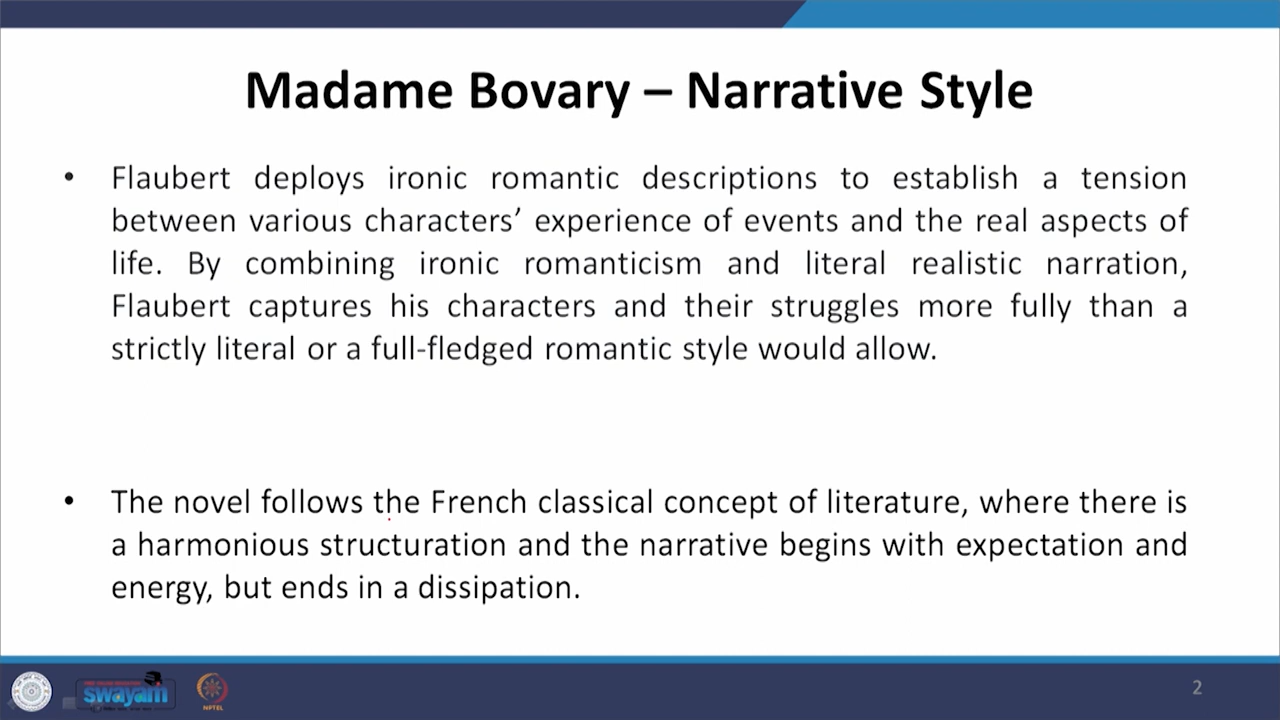 Madame Bovary – Narrative Style
• Flaubert deploys ironic romantic descriptions to establish a tension
between various characters’ experience of events and the real aspects of
life. By combining ironic romanticism and literal realistic narration,
Flaubert captures his characters and their struggles more fully than a
strictly literal or a full-fledged romantic style would allow.
• The novel follows the French classical concept of literature, where there is
a harmonious structuration and the narrative begins with expectation and
energy, but ends in a dissipation.
swayam
NPTEL
2